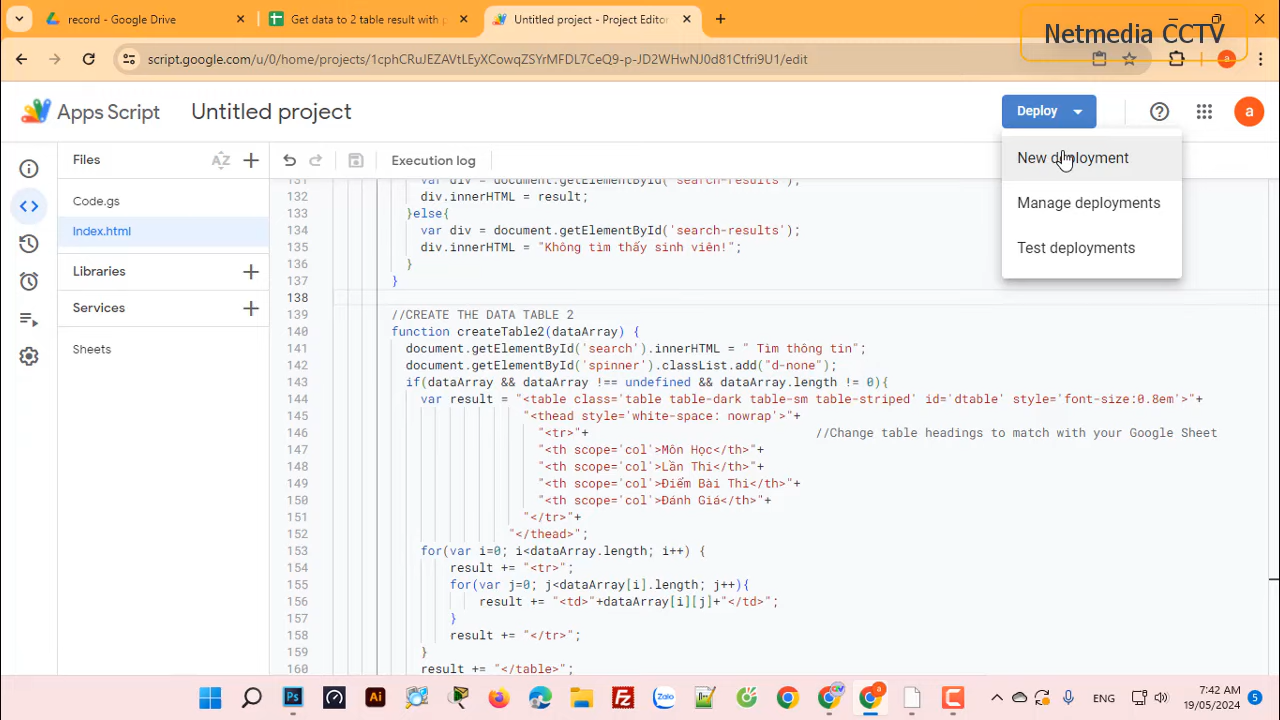 record - Google Drive
Get data to 2 table result with p
Untitled project - Project Editor
Netmedia CCTV
script.google.com/u/0/home/projects/1cphCRuJEZAVtLEyXCowqZSYrMFDL7CeQ9-p-JD2WHwNJ0d81Ctfri9U1/edit
Apps Script
Untitled project
Deploy
a
New deployment
Manage deployments
Test deployments
Files
Execution log
Code.gs
Index.html
Libraries
Services
Sheets
131 var div = document.getElementById('search-results');
132 div.innerHTML = result;
133 }else{
134 var div = document.getElementById('search-results');
135 div.innerHTML = "Không tìm thấy sinh viên!";
136 }
137 }
138
139 //CREATE THE DATA TABLE 2
140 function createTable2(dataArray) {
141 document.getElementById('search').innerHTML = " Tìm thông tin";
142 document.getElementById('spinner').classList.add("d-none");
143 if(dataArray && dataArray !== undefined && dataArray.length != 0){
144 var result = "<table class='table table-dark table-sm table-striped' id='dtable' style='font-size:0.8em'>"+
145 "<thead style='white-space: nowrap'>"+
146 "<tr>"+ //Change table headings to match with your Google Sheet
147 "<th scope='col'>Môn Học</th>"+
148 "<th scope='col'>Lần Thi</th>"+
149 "<th scope='col'>Điểm Bài Thi</th>"+
150 "<th scope='col'>Đánh Giá</th>"+
151 "</tr>"+
152 "</thead>";
153 for(var i=0; i<dataArray.length; i++) {
154 result += "<tr>";
155 for(var j=0; j<dataArray[i].length; j++){
156 result += "<td>"+dataArray[i][j]+"</td>";
157 }
158 result += "</tr>";
159 }
160 result += "</table>";
ENG
7:42 AM
19/05/2024
5